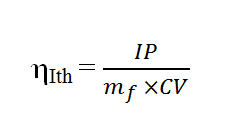 η_Ith = IP / (m_f × CV)